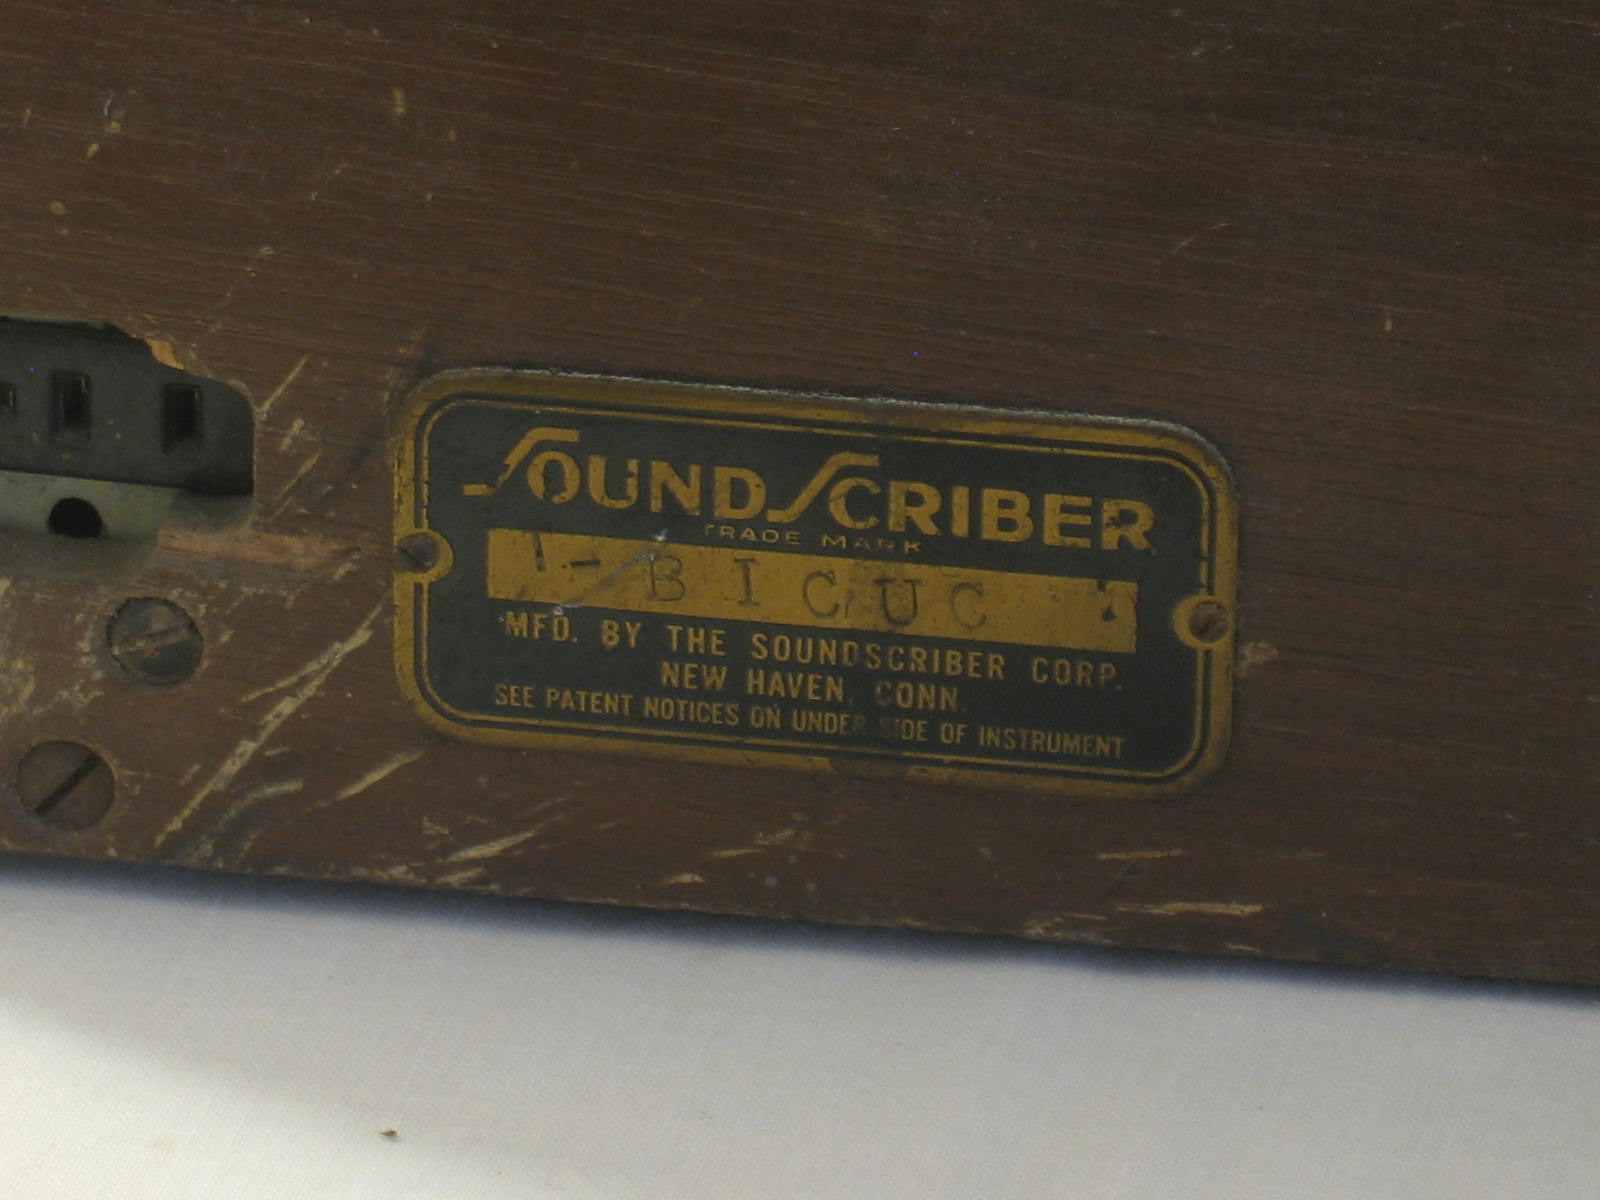 SOUNDSCRIBER
TRADE MARK
BICUC
MFD. BY THE SOUNDSCRIBER CORP.
NEW HAVEN, CONN.
SEE PATENT NOTICES ON UNDER SIDE OF INSTRUMENT